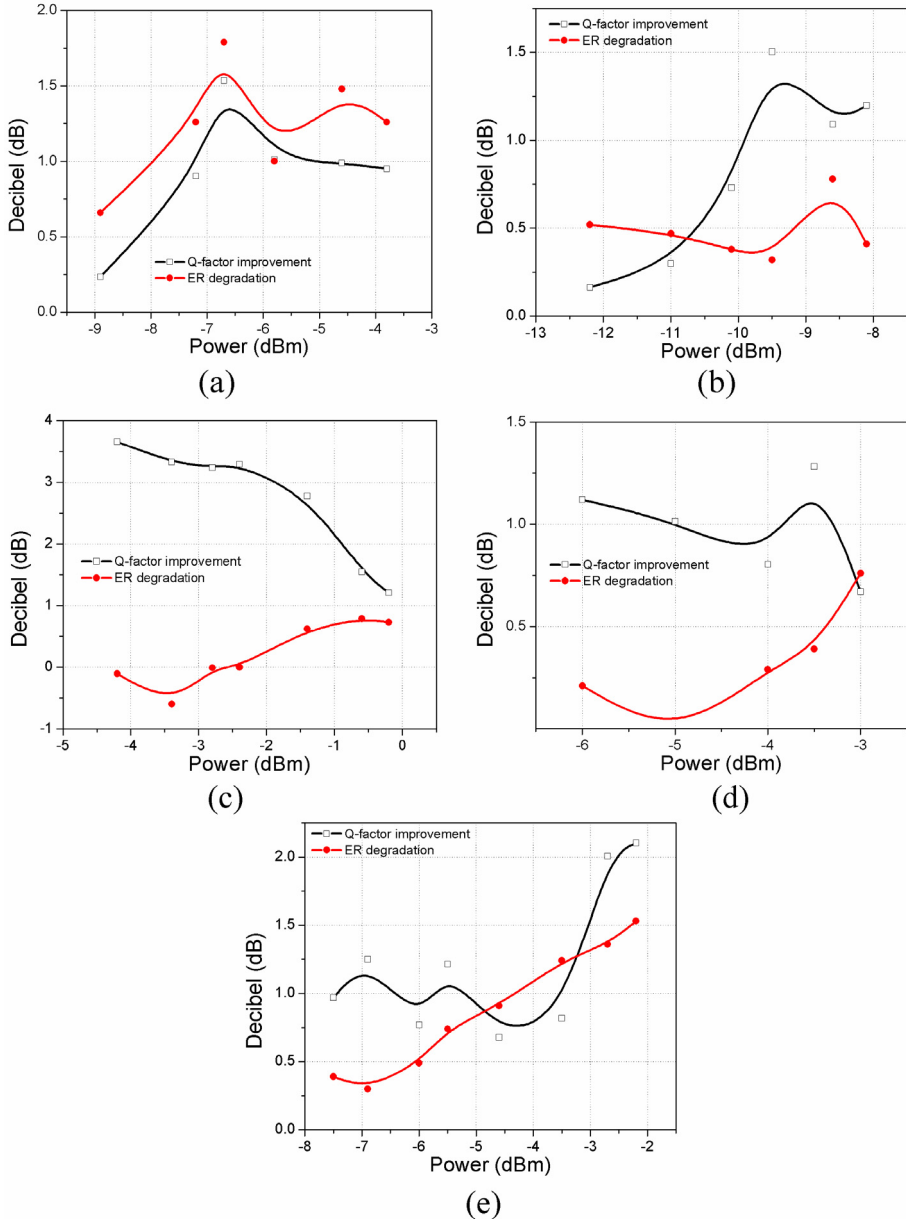 2.0
1.5
1.0
0.5
0.0
Decibel (dB)
Q-factor improvement
ER degradation
-9 -8 -7 -6 -5 -4 -3
Power (dBm)
(a)
1.5
1.0
0.5
0.0
Decibel (dB)
Q-factor improvement
ER degradation
-13 -12 -11 -10 -9 -8
Power (dBm)
(b)
4
3
2
1
0
-1
Decibel (dB)
Q-factor improvement
ER degradation
-5 -4 -3 -2 -1 0
Power (dBm)
(c)
1.5
1.0
0.5
Decibel (dB)
Q-factor improvement
ER degradation
-6 -5 -4 -3
Power (dBm)
(d)
2.0
1.5
1.0
0.5
0.0
Decibel (dB)
Q-factor improvement
ER degradation
-8 -7 -6 -5 -4 -3 -2
Power (dBm)
(e)